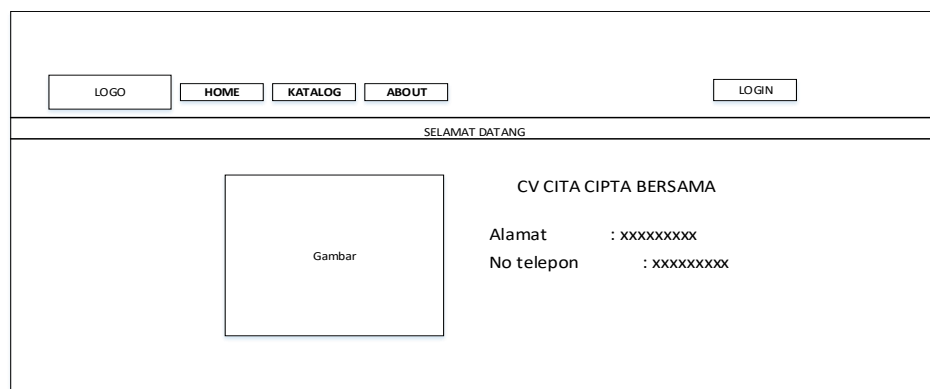 LOGO HOME KATALOG ABOUT LOGIN
SELAMAT DATANG
CV CITA CIPTA BERSAMA
Alamat : xxxxxxxxx
No telepon : xxxxxxxxx
Gambar